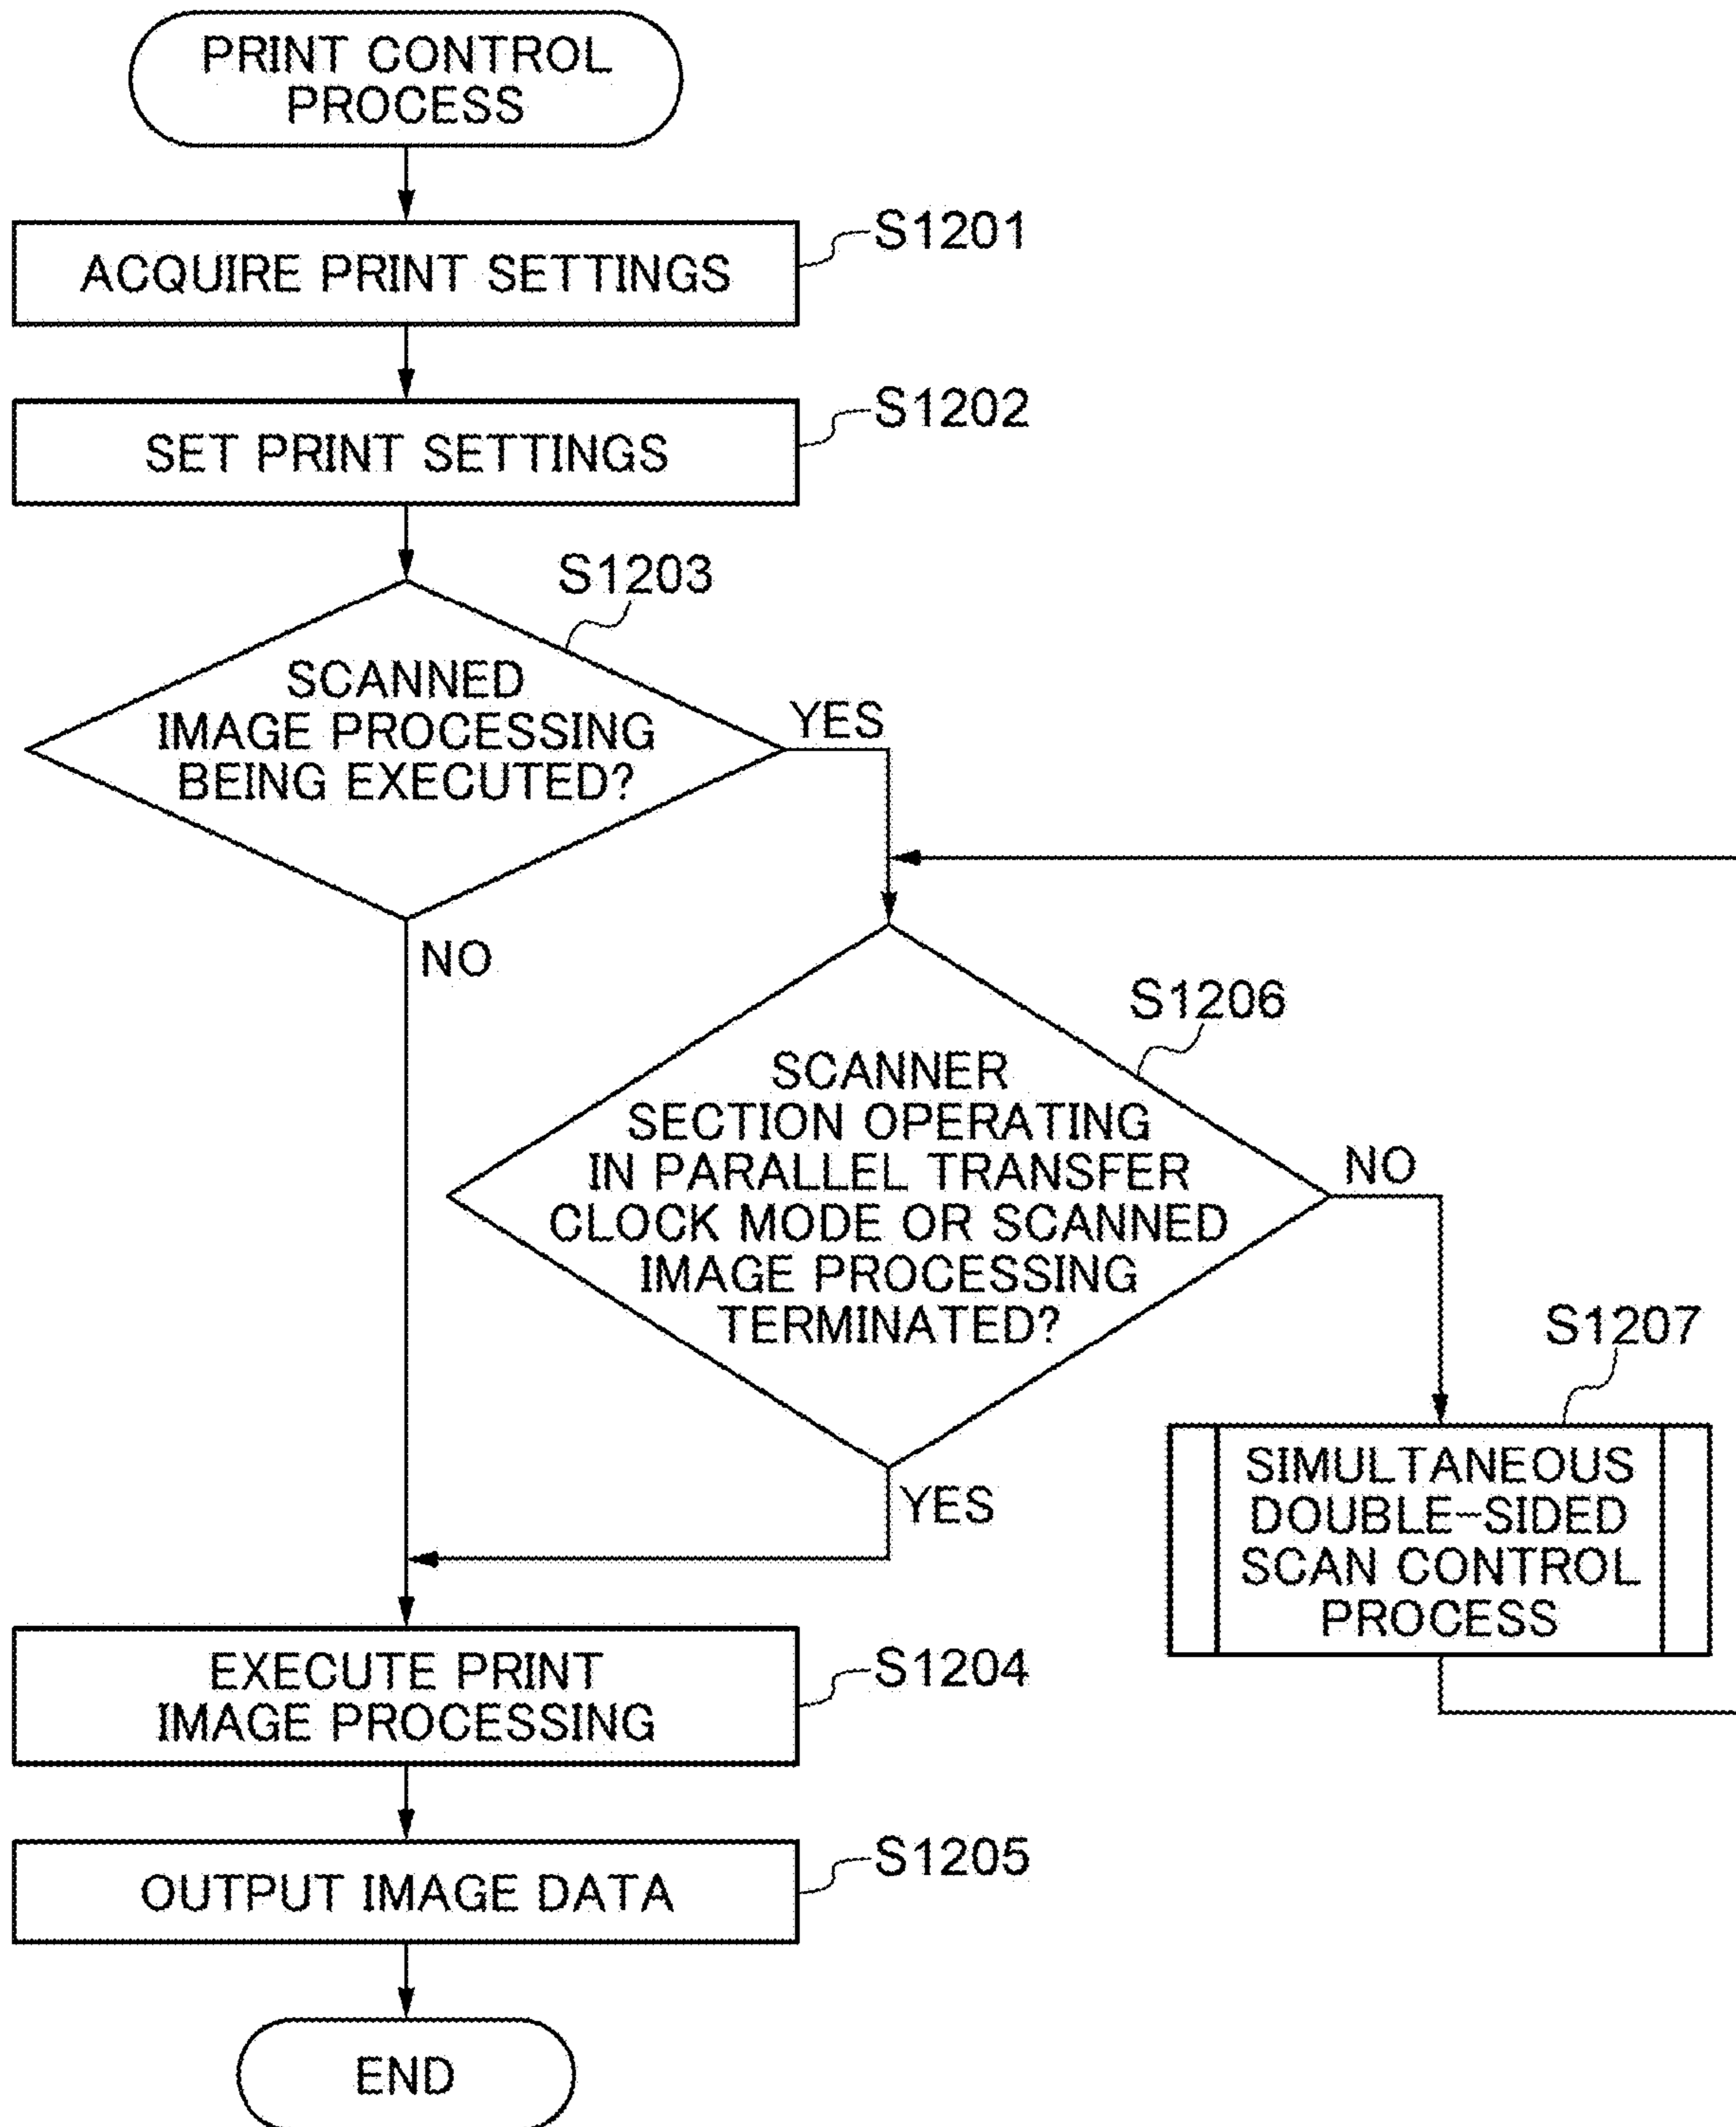 PRINT CONTROL
PROCESS
S1201
ACQUIRE PRINT SETTINGS
S1202
SET PRINT SETTINGS
S1203
SCANNED
IMAGE PROCESSING
BEING EXECUTED?
YES
NO
S1206
SCANNER
SECTION OPERATING
IN PARALLEL TRANSFER
CLOCK MODE OR SCANNED
IMAGE PROCESSING
TERMINATED?
NO
YES
S1207
SIMULTANEOUS
DOUBLE-SIDED
SCAN CONTROL
PROCESS
S1204
EXECUTE PRINT
IMAGE PROCESSING
S1205
OUTPUT IMAGE DATA
END